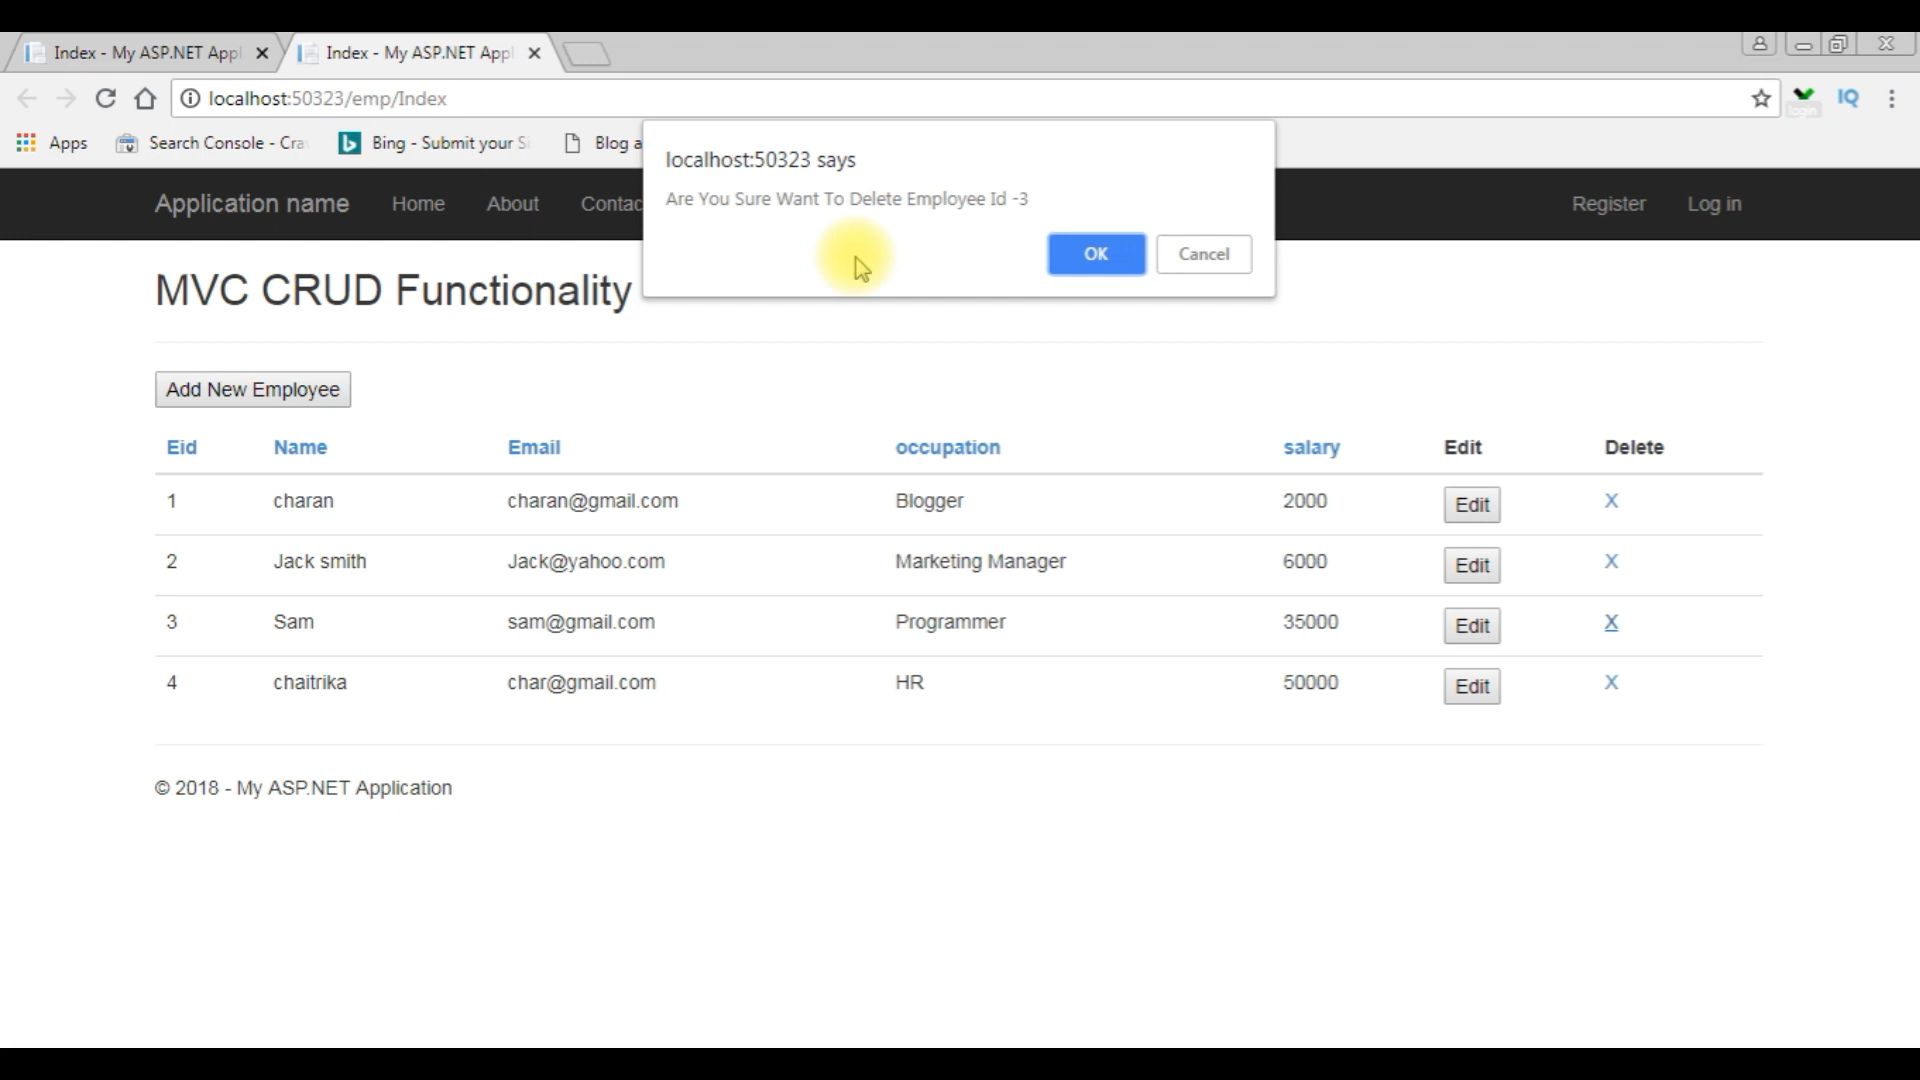 Index - My ASP.NET Appl
Index - My ASP.NET Appl
localhost:50323/emp/Index
IQ
Apps
Search Console - Cra
Bing - Submit your Si
Blog a
localhost:50323 says
Are You Sure Want To Delete Employee Id -3
OK
Cancel
Application name
Home
About
Contac
Register
Log in
MVC CRUD Functionality
Add New Employee
Eid Name Email occupation salary Edit Delete
1 charan charan@gmail.com Blogger 2000 Edit X
2 Jack smith Jack@yahoo.com Marketing Manager 6000 Edit X
3 Sam sam@gmail.com Programmer 35000 Edit X
4 chaitrika char@gmail.com HR 50000 Edit X
© 2018 - My ASP.NET Application